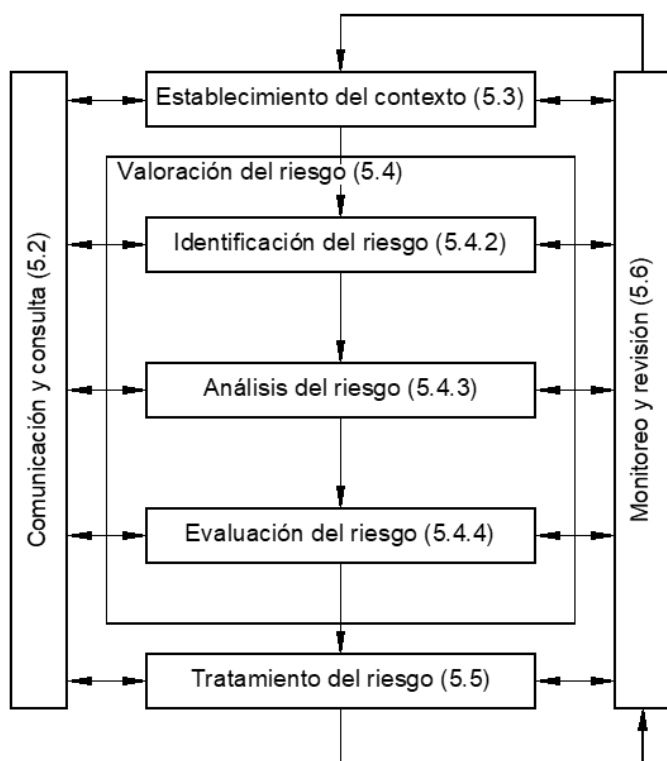 Establecimiento del contexto (5.3)
Valoración del riesgo (5.4)
Identificación del riesgo (5.4.2)
Análisis del riesgo (5.4.3)
Evaluación del riesgo (5.4.4)
Tratamiento del riesgo (5.5)
Comunicación y consulta (5.2)
Monitoreo y revisión (5.6)